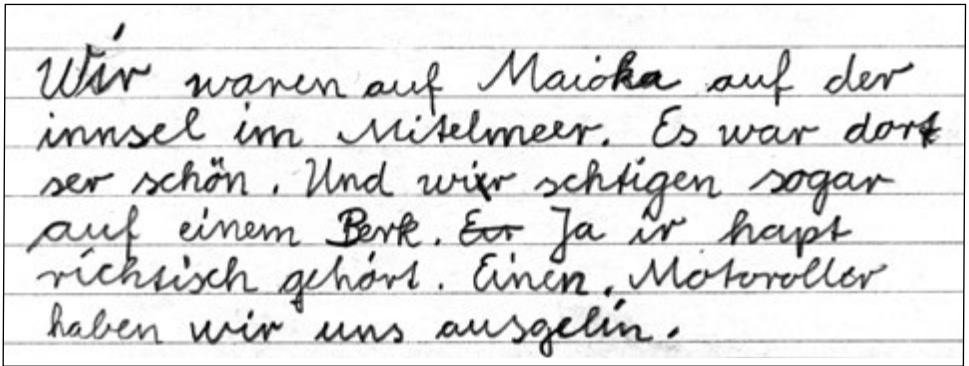 Wir waren auf Maioka auf der
innsel im Mitelmeer. Es war dort
ser schön. Und wir schtigen sogar
auf einem Berk. Ja ir hapt
richtisch gehört. Einen, Motoroller
haben wir uns ausgelin.